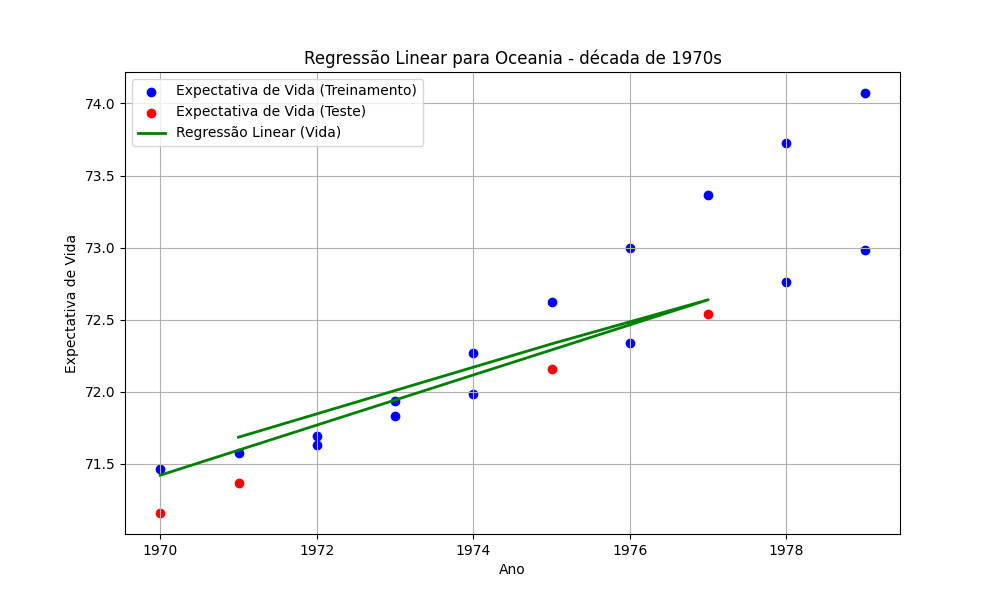 Regressão Linear para Oceania - década de 1970s
Expectativa de Vida (Treinamento)
Expectativa de Vida (Teste)
Regressão Linear (Vida)
Expectativa de Vida
74.0
73.5
73.0
72.5
72.0
71.5
1970 1972 1974 1976 1978
Ano